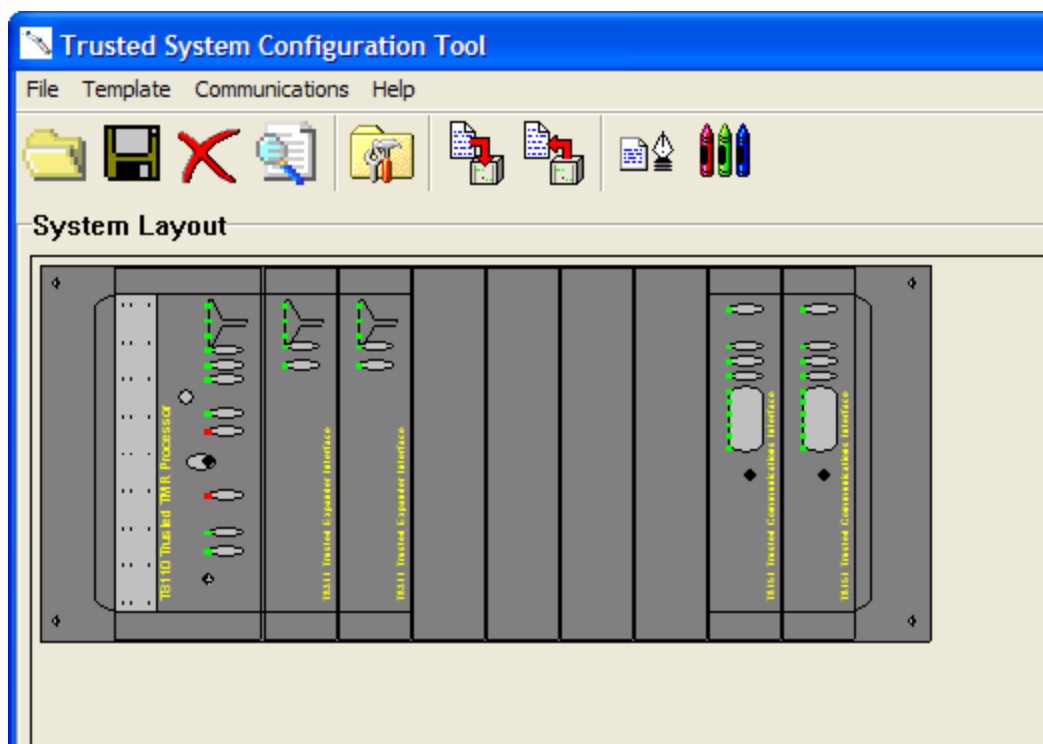 Trusted System Configuration Tool
File Template Communications Help
System Layout
T8110 Trusted TMR Processor
T8311 Trusted Expander Interface
T8311 Trusted Expander Interface
T8151 Trusted Communications Interface
T8151 Trusted Communications Interface